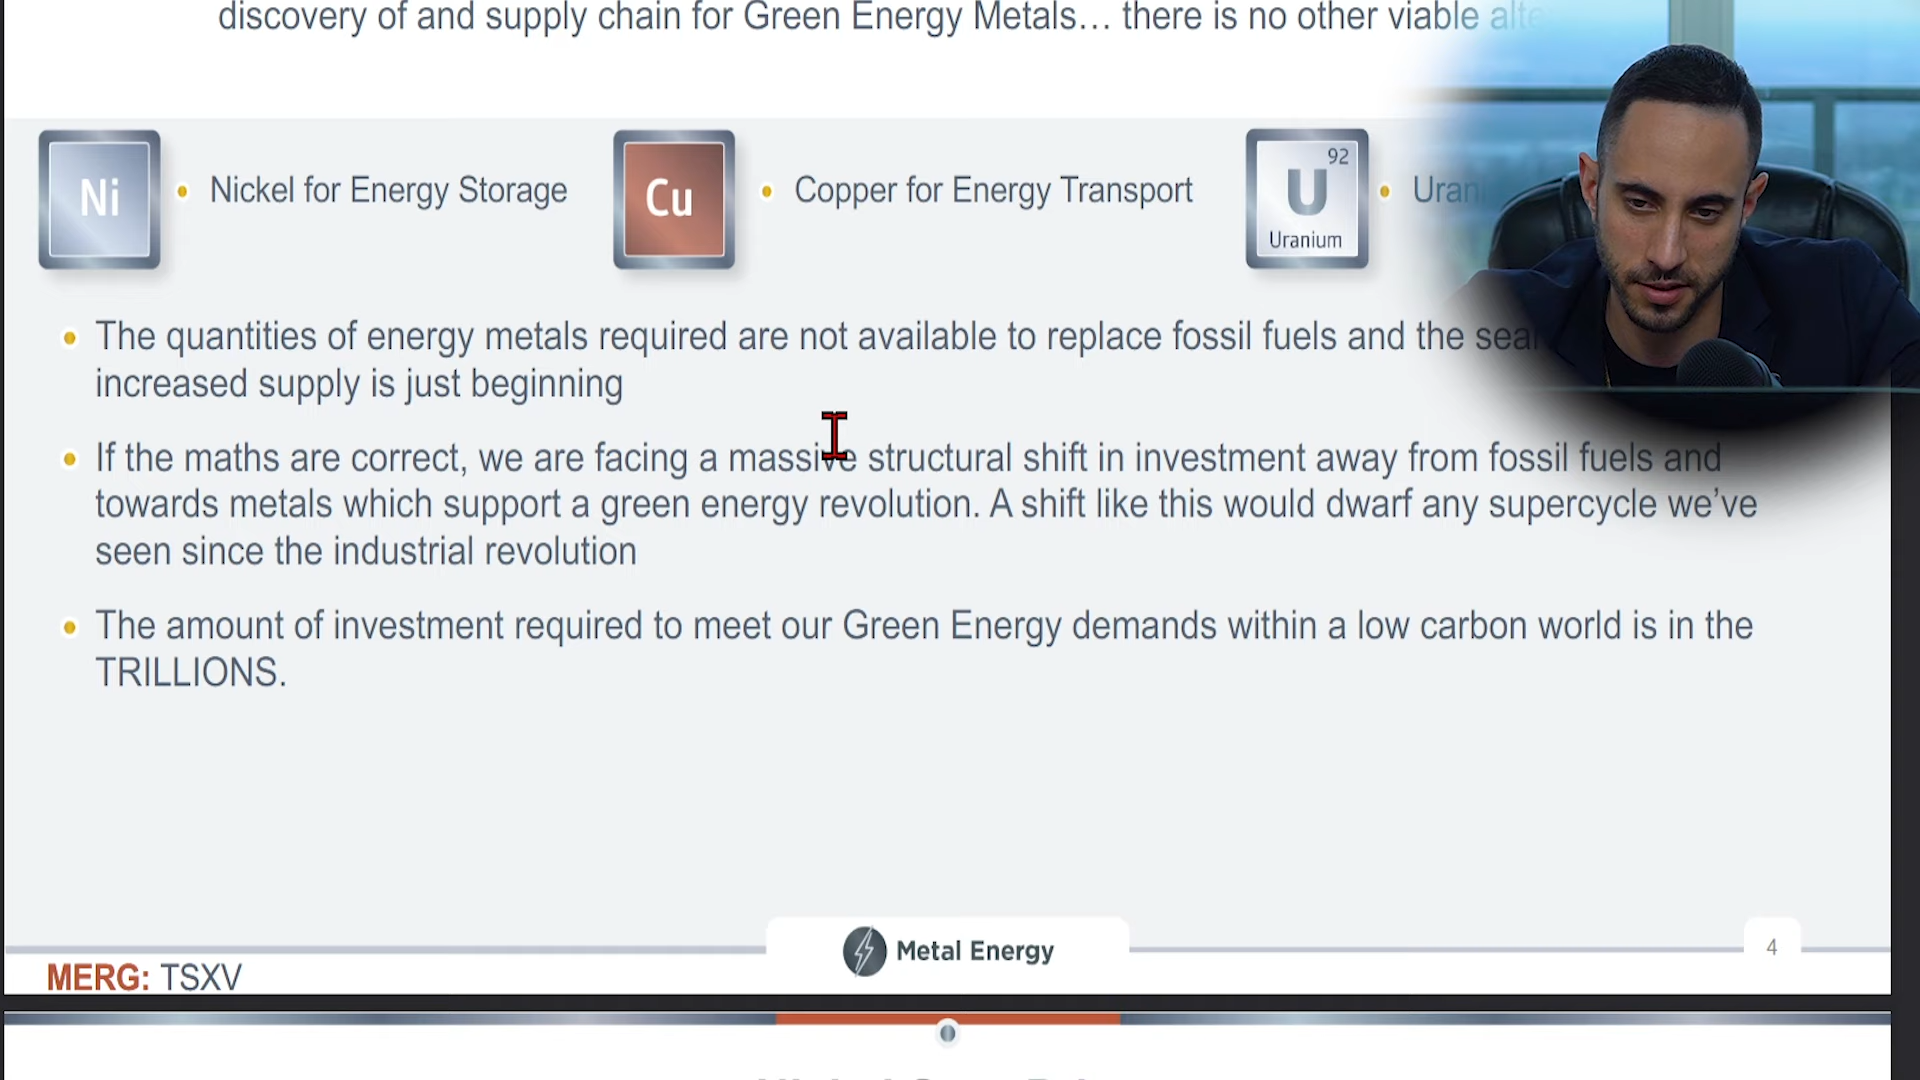 discovery of and supply chain for Green Energy Metals… there is no other viable
Ni
Nickel for Energy Storage
Cu
Copper for Energy Transport
92
U
Uranium
The quantities of energy metals required are not available to replace fossil fuels and the
increased supply is just beginning
If the maths are correct, we are facing a massive structural shift in investment away from fossil fuels and
towards metals which support a green energy revolution. A shift like this would dwarf any supercycle we’ve
seen since the industrial revolution
The amount of investment required to meet our Green Energy demands within a low carbon world is in the
TRILLIONS.
Metal Energy
4
MERG: TSXV